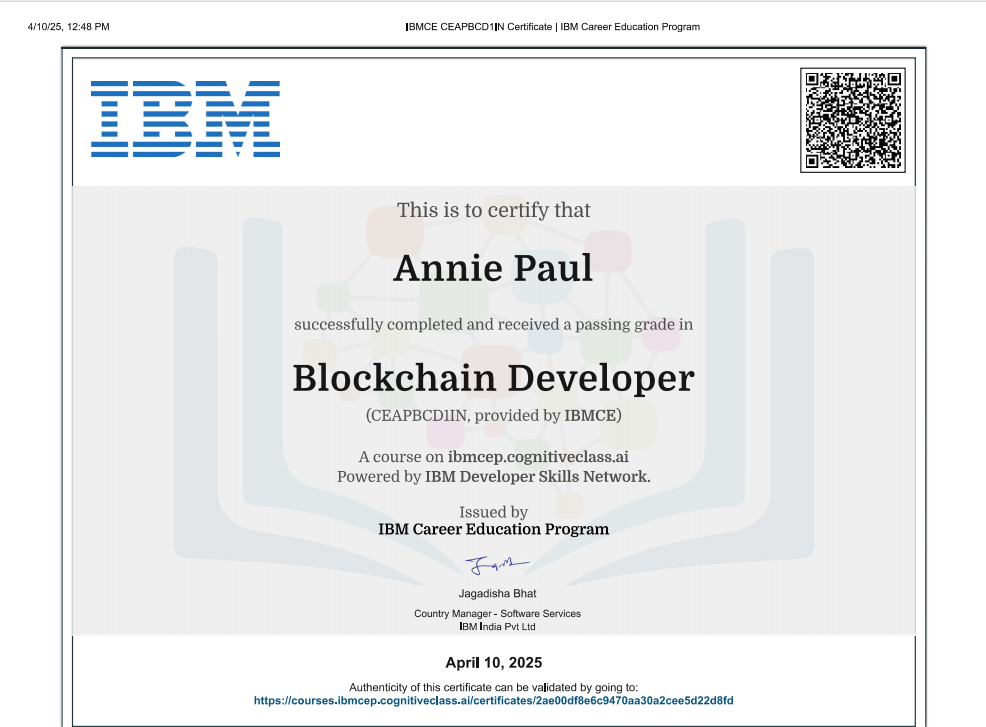 4/10/25, 12:48 PM
IBMCE CEAPBCD1IN Certificate | IBM Career Education Program
IBM
This is to certify that
Annie Paul
successfully completed and received a passing grade in
Blockchain Developer
(CEAPBCD1IN, provided by IBMCE)
A course on ibmcep.cognitiveclass.ai
Powered by IBM Developer Skills Network.
Issued by
IBM Career Education Program
Jagadisha Bhat
Country Manager - Software Services
IBM India Pvt Ltd
April 10, 2025
Authenticity of this certificate can be validated by going to:
https://courses.ibmcep.cognitiveclass.ai/certificates/2ae00df8e6c9470aa30a2cee5d22d8fd